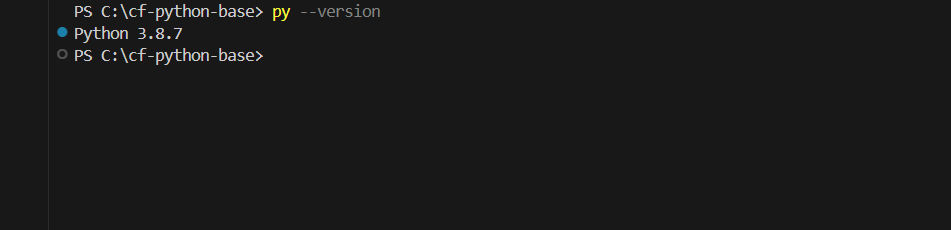 PS C:\cf-python-base> py --version
Python 3.8.7
PS C:\cf-python-base>